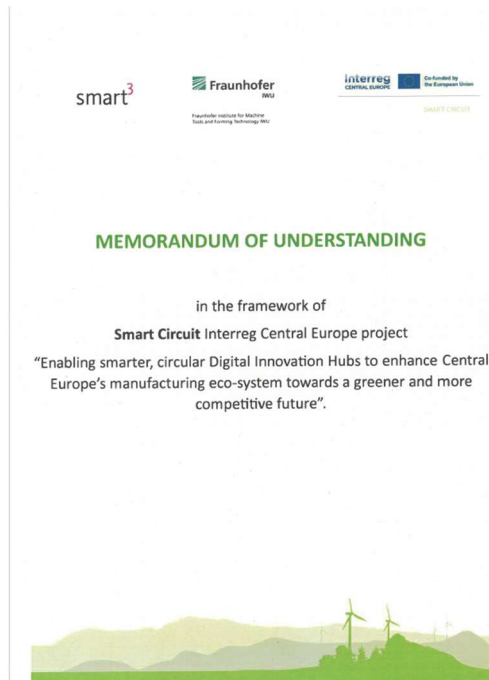 smart3
Fraunhofer
IWU
Fraunhofer Institute for Machine
Tools and Forming Technology IWU
Interreg
CENTRAL EUROPE
Co-funded by
the European Union
SMART CIRCUIT
MEMORANDUM OF UNDERSTANDING
in the framework of
Smart Circuit Interreg Central Europe project
“Enabling smarter, circular Digital Innovation Hubs to enhance Central
Europe’s manufacturing eco-system towards a greener and more
competitive future”.